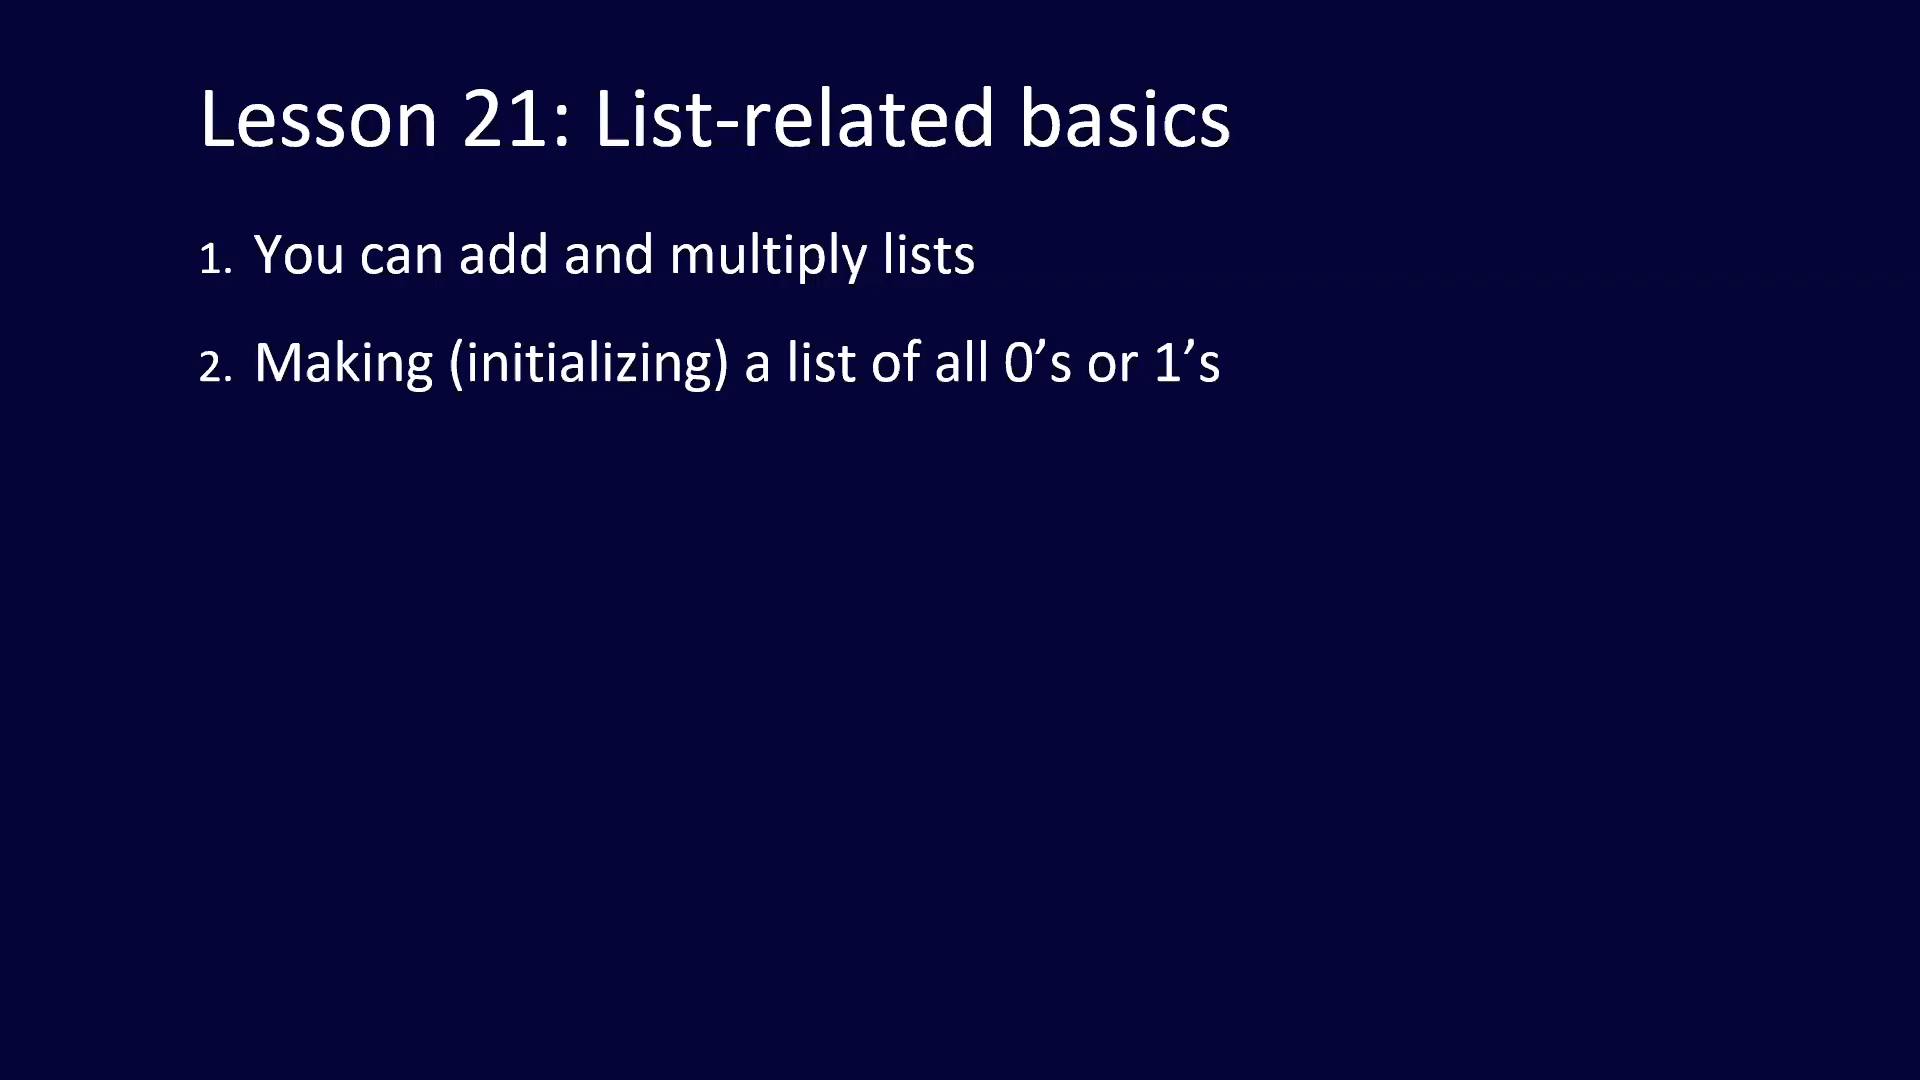 Lesson 21: List-related basics
1. You can add and multiply lists
2. Making (initializing) a list of all 0’s or 1’s